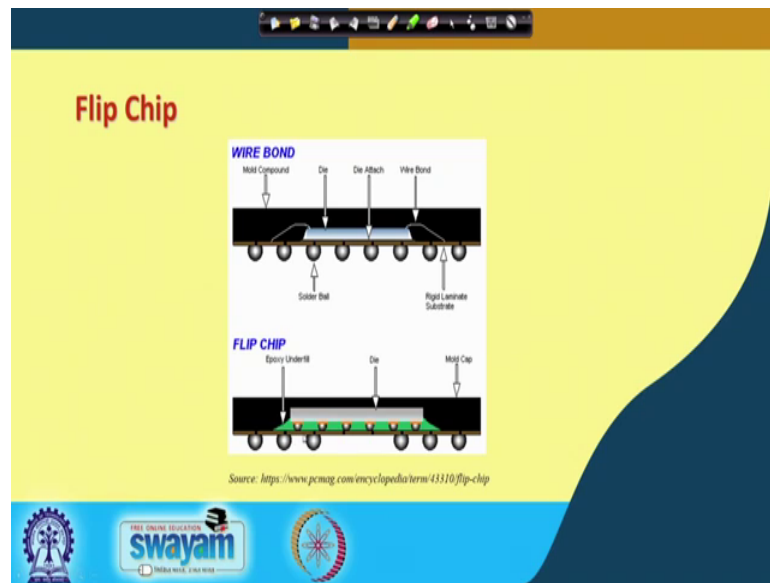 Flip Chip
WIRE BOND
Mold Compound Die Die Attach Wire Bond
Solder Ball Rigid Laminate
Substrate
FLIP CHIP
Epoxy Underfill Die Mold Cap
Source: https://www.pcmag.com/encyclopedia/term/43310/flip-chip
FREE ONLINE EDUCATION
swayam